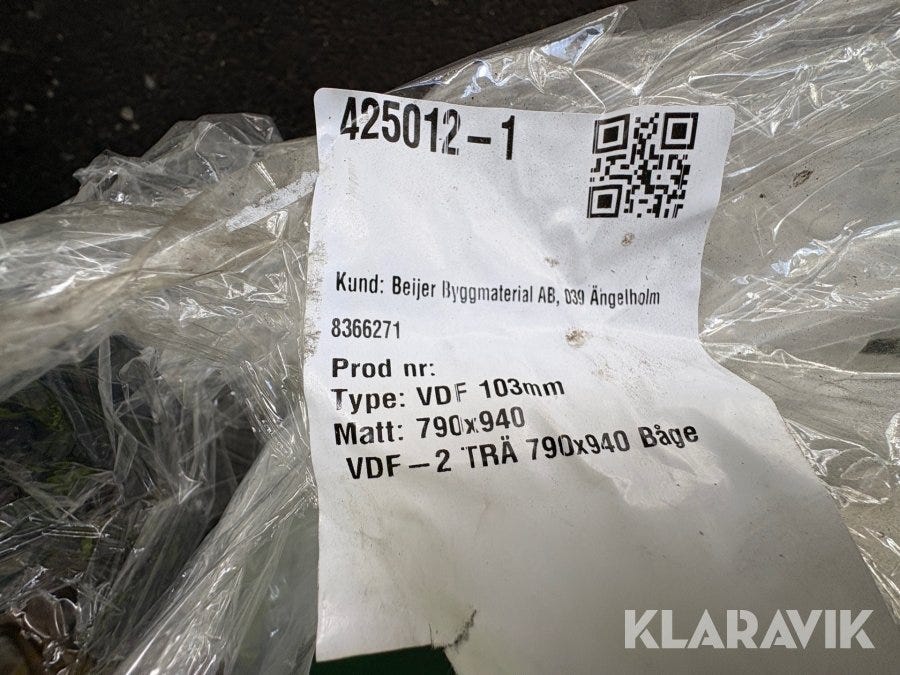 425012-1
Kund: Beijer Byggmaterial AB, 039 Ängelholm
8366271
Prod nr:
Type: VDF 103mm
Matt: 790x940
VDF-2 TRÄ 790x940 Båge
KLARAVIK